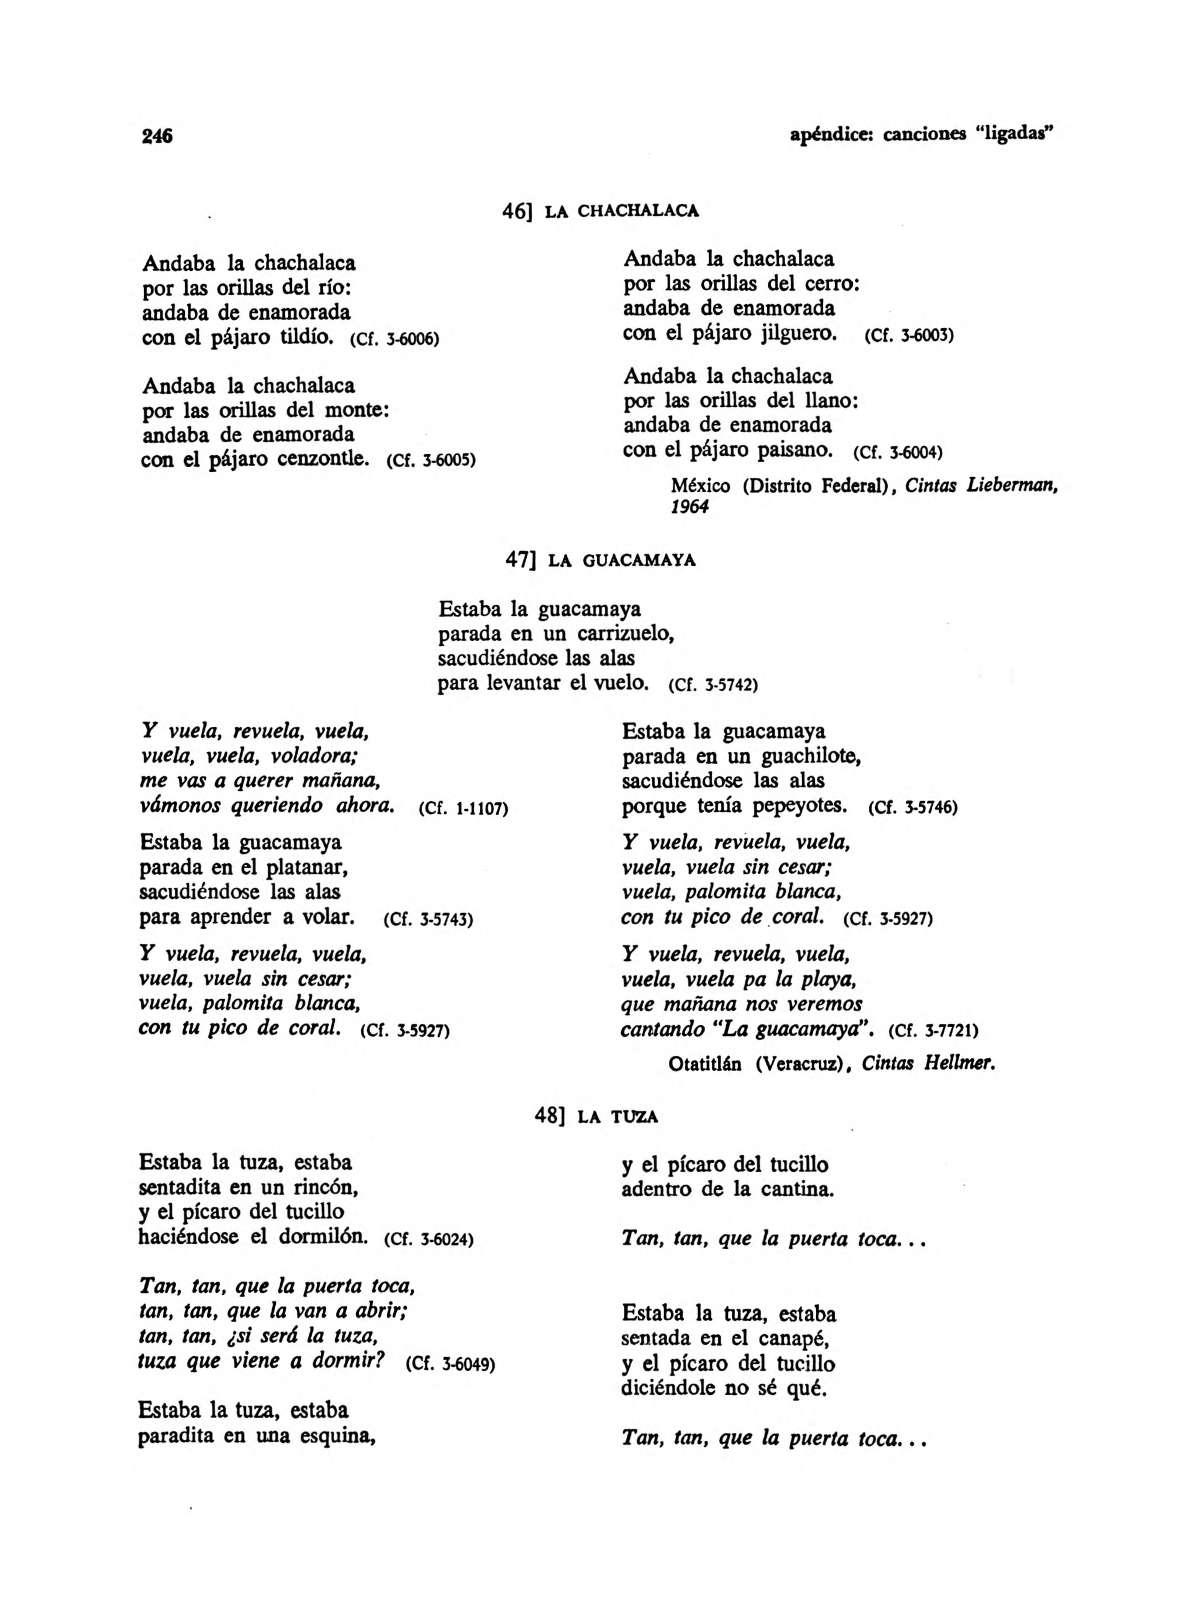 246
apéndice: canciones "ligadas"
46] LA CHACHALACA
Andaba la chachalaca
por las orillas del río:
andaba de enamorada
con el pájaro tildío. (Cf. 3-6006)
Andaba la chachalaca
por las orillas del monte:
andaba de enamorada
con el pájaro cenzontle. (Cf. 3-6005)
Andaba la chachalaca
por las orillas del cerro:
andaba de enamorada
con el pájaro jilguero. (Cf. 3-6003)
Andaba la chachalaca
por las orillas del llano:
andaba de enamorada
con el pájaro paisano. (Cf. 3-6004)
México (Distrito Federal), Cintas Lieberman,
1964
47] LA GUACAMAYA
Estaba la guacamaya
parada en un carrizuelo,
sacudiéndose las alas
para levantar el vuelo. (Cf. 3-5742)
Y vuela, revuela, vuela,
vuela, vuela, voladora;
me vas a querer mañana,
vámonos queriendo ahora. (Cf. 1-1107)
Estaba la guacamaya
parada en el platanar,
sacudiéndose las alas
para aprender a volar. (Cf. 3-5743)
Y vuela, revuela, vuela,
vuela, vuela sin cesar;
vuela, palomita blanca,
con tu pico de coral. (Cf. 3-5927)
Estaba la guacamaya
parada en un guachilote,
sacudiéndose las alas
porque tenía pepeyotes. (Cf. 3-5746)
Y vuela, revuela, vuela,
vuela, vuela sin cesar;
vuela, palomita blanca,
con tu pico de coral. (Cf. 3-5927)
Y vuela, revuela, vuela,
vuela, vuela pa la playa,
que mañana nos veremos
cantando "La guacamaya". (Cf. 3-7721)
Otatitlán (Veracruz), Cintas Hellmer.
48] LA TUZA
Estaba la tuza, estaba
sentadita en un rincón,
y el pícaro del tucillo
haciéndose el dormilón. (Cf. 3-6024)
Tan, tan, que la puerta toca,
tan, tan, que la van a abrir;
tan, tan, ¿si será la tuza,
tuza que viene a dormir? (Cf. 3-6049)
Estaba la tuza, estaba
paradita en una esquina,
y el pícaro del tucillo
adentro de la cantina.
Tan, tan, que la puerta toca...
Estaba la tuza, estaba
sentada en el canapé,
y el pícaro del tucillo
diciéndole no sé qué.
Tan, tan, que la puerta toca...